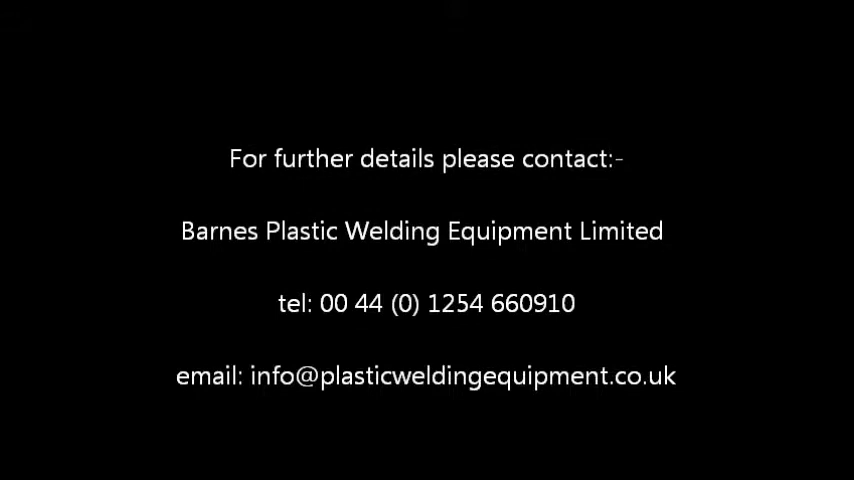 For further details please contact:-
Barnes Plastic Welding Equipment Limited
tel: 00 44 (0) 1254 660910
email: info@plasticweldingequipment.co.uk